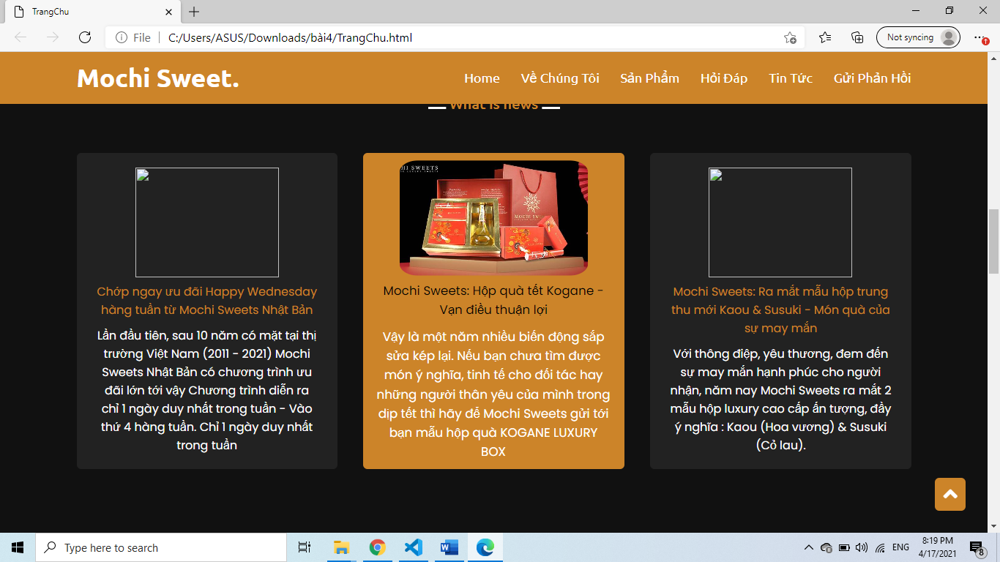 TrangChu
File
C:/Users/ASUS/Downloads/bài4/TrangChu.html
Not syncing
Mochi Sweet.
Home
Về Chúng Tôi
Sản Phẩm
Hỏi Đáp
Tin Tức
Gửi Phản Hồi
What is news
Chớp ngay ưu đãi Happy Wednesday
hàng tuần từ Mochi Sweets Nhật Bản
Lần đầu tiên, sau 10 năm có mặt tại thị
trường Việt Nam (2011 - 2021) Mochi
Sweets Nhật Bản có chương trình ưu
đãi lớn tới vậy Chương trình diễn ra
chỉ 1 ngày duy nhất trong tuần - Vào
thứ 4 hàng tuần. Chỉ 1 ngày duy nhất
trong tuần
HI SWEETS
MOCHI SWE
Mochi Sweets: Hộp quà tết Kogane -
Vạn điều thuận lợi
Vậy là một năm nhiều biến động sắp
sửa kép lại. Nếu bạn chưa tìm được
món ý nghĩa, tinh tế cho đối tác hay
những người thân yêu của mình trong
dịp tết thì hãy để Mochi Sweets gửi tới
bạn mẫu hộp quà KOGANE LUXURY
BOX
Mochi Sweets: Ra mắt mẫu hộp trung
thu mới Kaou & Susuki - Món quà của
sự may mắn
Với thông điệp, yêu thương, đem đến
sự may mắn hạnh phúc cho người
nhận, năm nay Mochi Sweets ra mắt 2
mẫu hộp luxury cao cấp ấn tượng, đầy
ý nghĩa : Kaou (Hoa vương) & Susuki
(Cỏ lau).
Type here to search
ENG
8:19 PM
4/17/2021
8